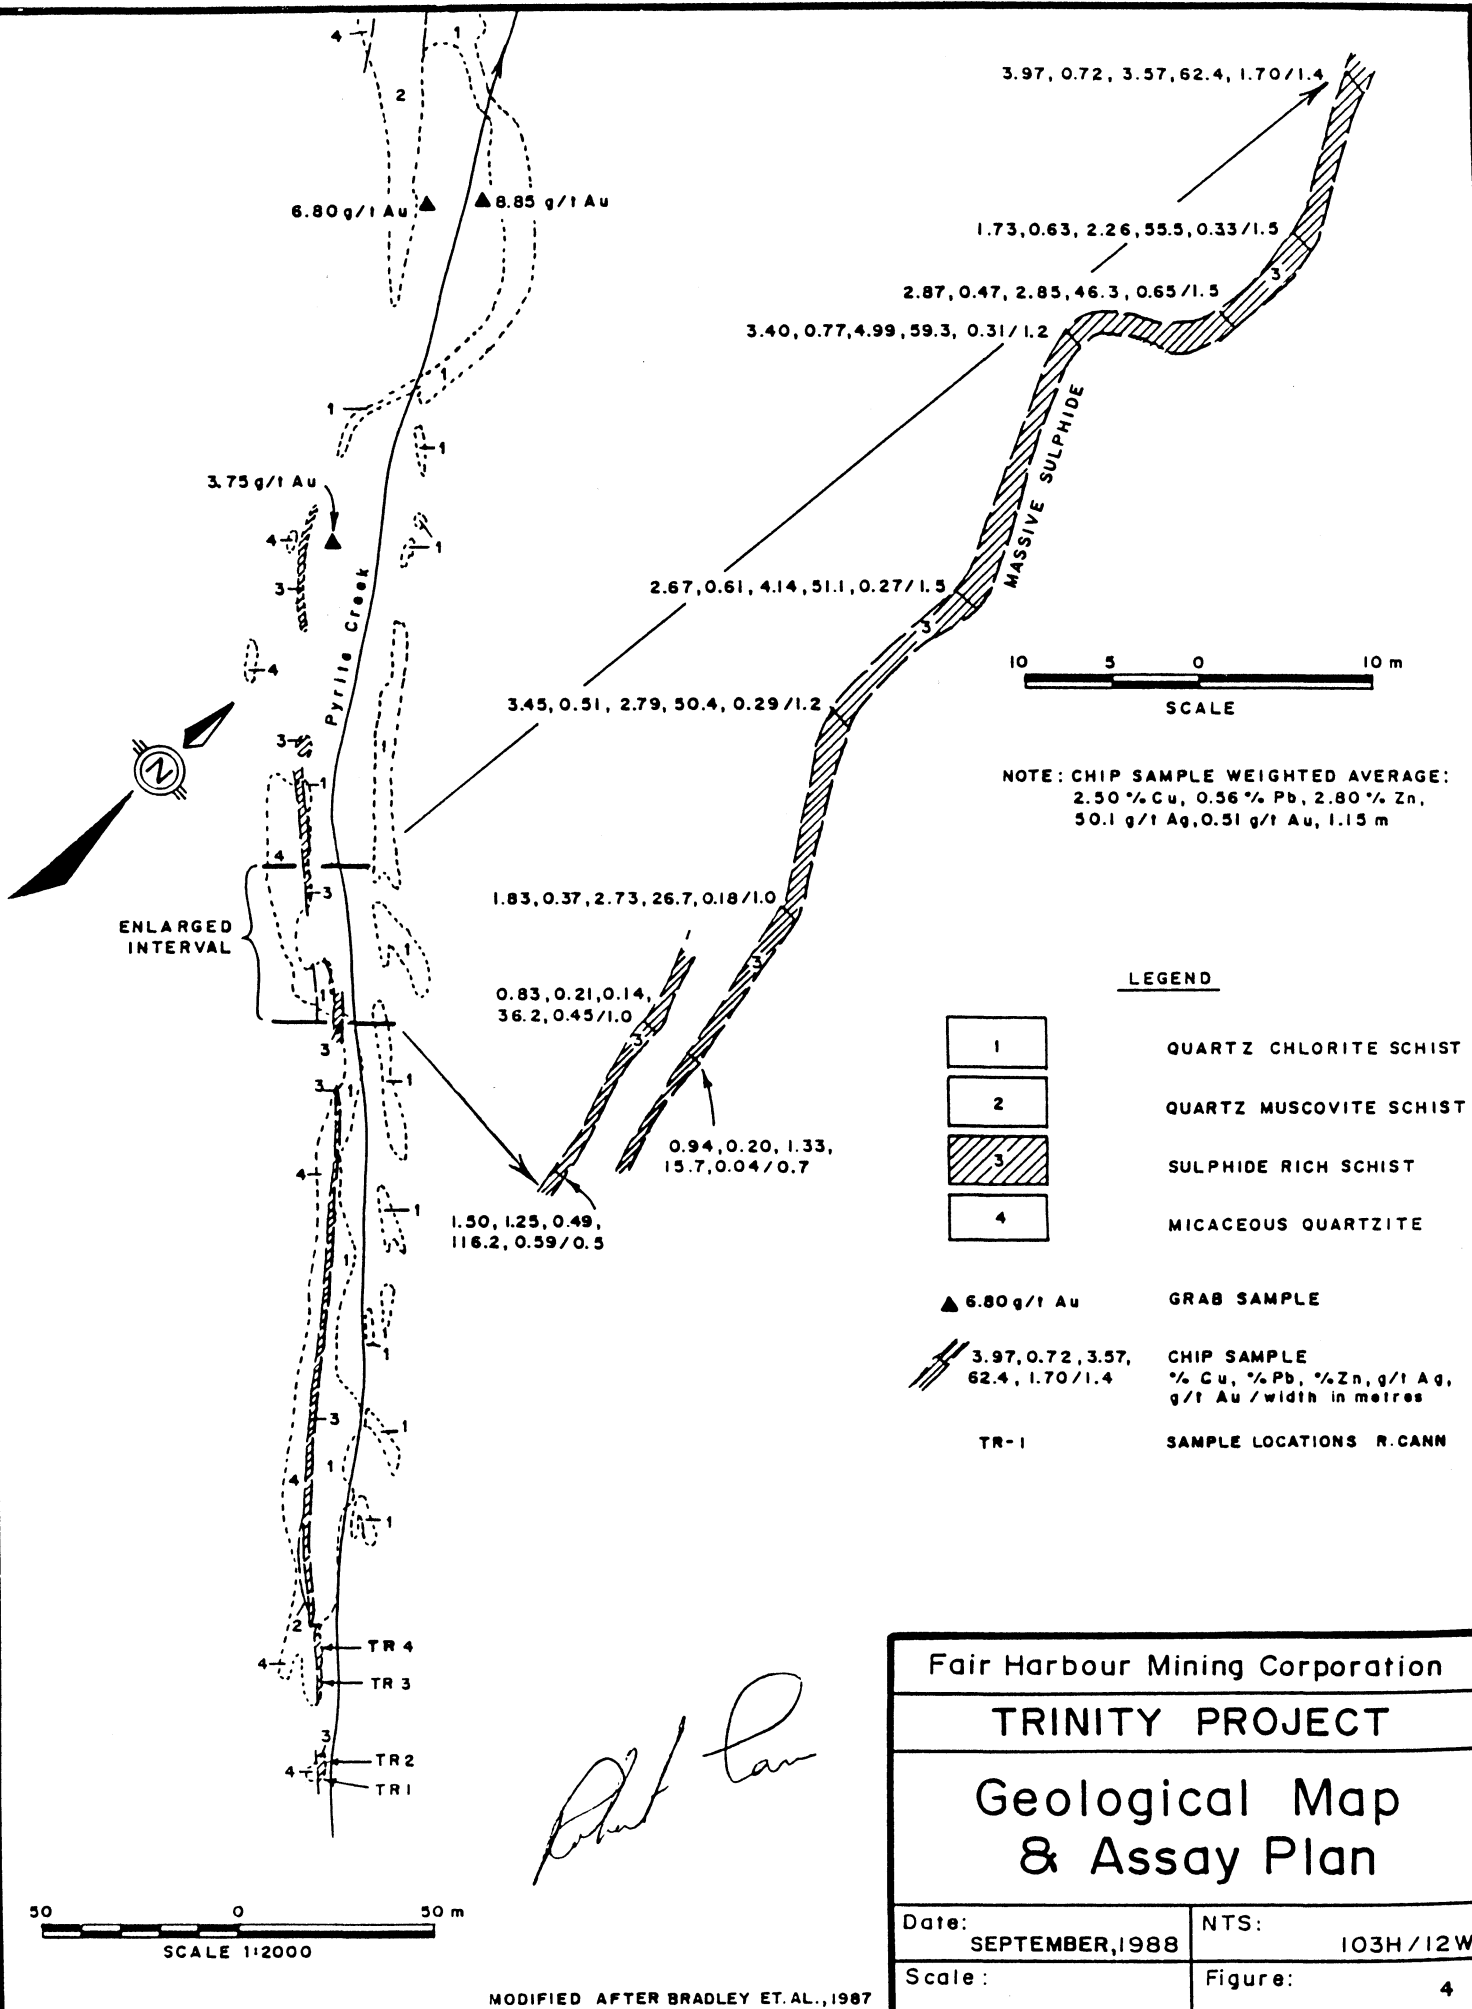 4
1
2
6.80 g/t Au
8.85 g/t Au
1
1
1
3.75 g/t Au
4
1
3
Pyrite Creek
4
3
1
1
4
3
ENLARGED
INTERVAL
1
1
3
3
1
1
4
1
1
1
3
1
1
4
1
2
4
TR 4
TR 3
3
4
TR 2
TR 1
N
3.97, 0.72, 3.57, 62.4, 1.70/1.4
1.73, 0.63, 2.26, 55.5, 0.33/1.5
3
2.87, 0.47, 2.85, 46.3, 0.65/1.5
3.40, 0.77, 4.99, 59.3, 0.31/1.2
MASSIVE SULPHIDE
2.67, 0.61, 4.14, 51.1, 0.27/1.5
3
3.45, 0.51, 2.79, 50.4, 0.29/1.2
1.83, 0.37, 2.73, 26.7, 0.18/1.0
3
0.83, 0.21, 0.14,
36.2, 0.45/1.0
3
0.94, 0.20, 1.33,
15.7, 0.04/0.7
1.50, 1.25, 0.49,
116.2, 0.59/0.5
10 5 0 10 m
SCALE
NOTE: CHIP SAMPLE WEIGHTED AVERAGE:
2.50 % Cu, 0.56 % Pb, 2.80 % Zn,
50.1 g/t Ag, 0.51 g/t Au, 1.15 m
LEGEND
1 QUARTZ CHLORITE SCHIST
2 QUARTZ MUSCOVITE SCHIST
3 SULPHIDE RICH SCHIST
4 MICACEOUS QUARTZITE
6.80 g/t Au GRAB SAMPLE
3.97, 0.72, 3.57, CHIP SAMPLE
62.4, 1.70/1.4 % Cu, % Pb, % Zn, g/t Ag,
g/t Au / width in metres
TR-1 SAMPLE LOCATIONS R. CANN
Robert Cann
50 0 50 m
SCALE 1:2000
MODIFIED AFTER BRADLEY ET. AL., 1987
Fair Harbour Mining Corporation
TRINITY PROJECT
Geological Map
& Assay Plan
Date: SEPTEMBER, 1988
NTS: 103H/12W
Scale:
Figure: 4